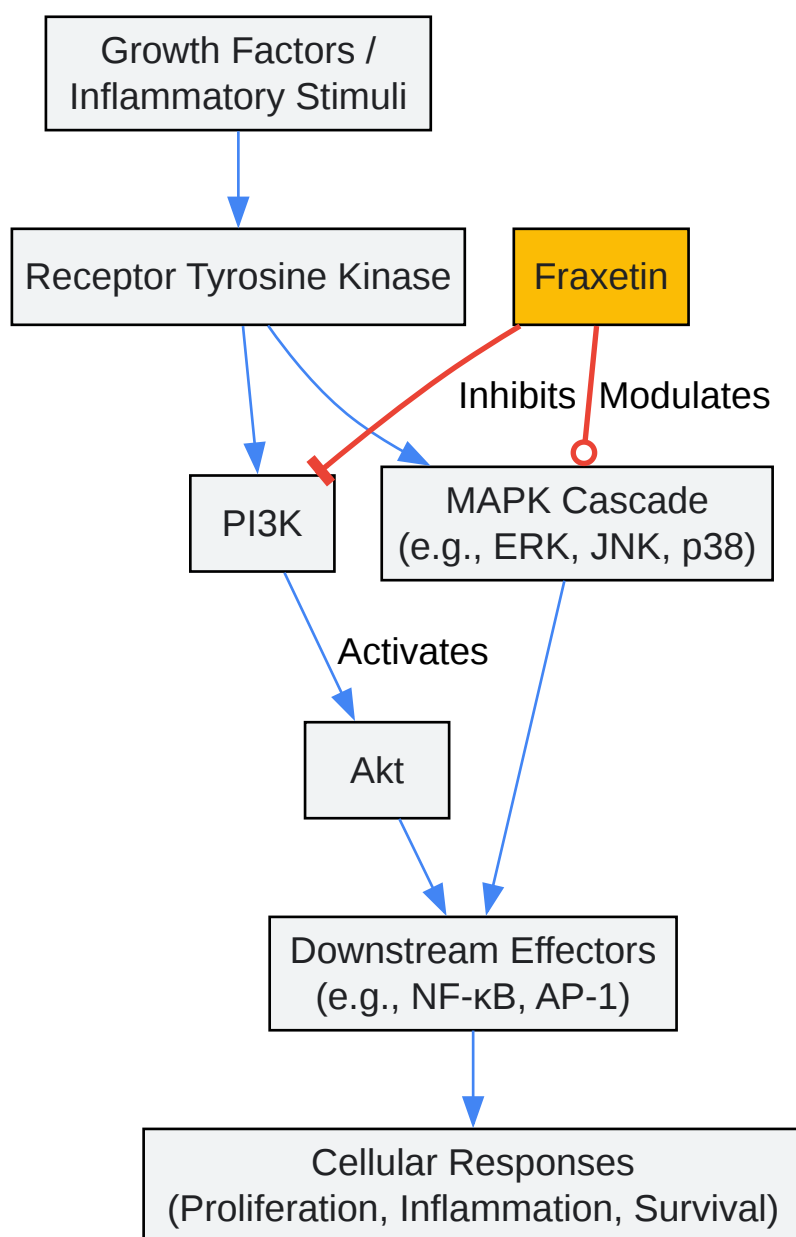 Growth Factors /
Inflammatory Stimuli
Receptor Tyrosine Kinase
Fraxetin
Inhibits
Modulates
PI3K
MAPK Cascade
(e.g., ERK, JNK, p38)
Activates
Akt
Downstream Effectors
(e.g., NF-κB, AP-1)
Cellular Responses
(Proliferation, Inflammation, Survival)